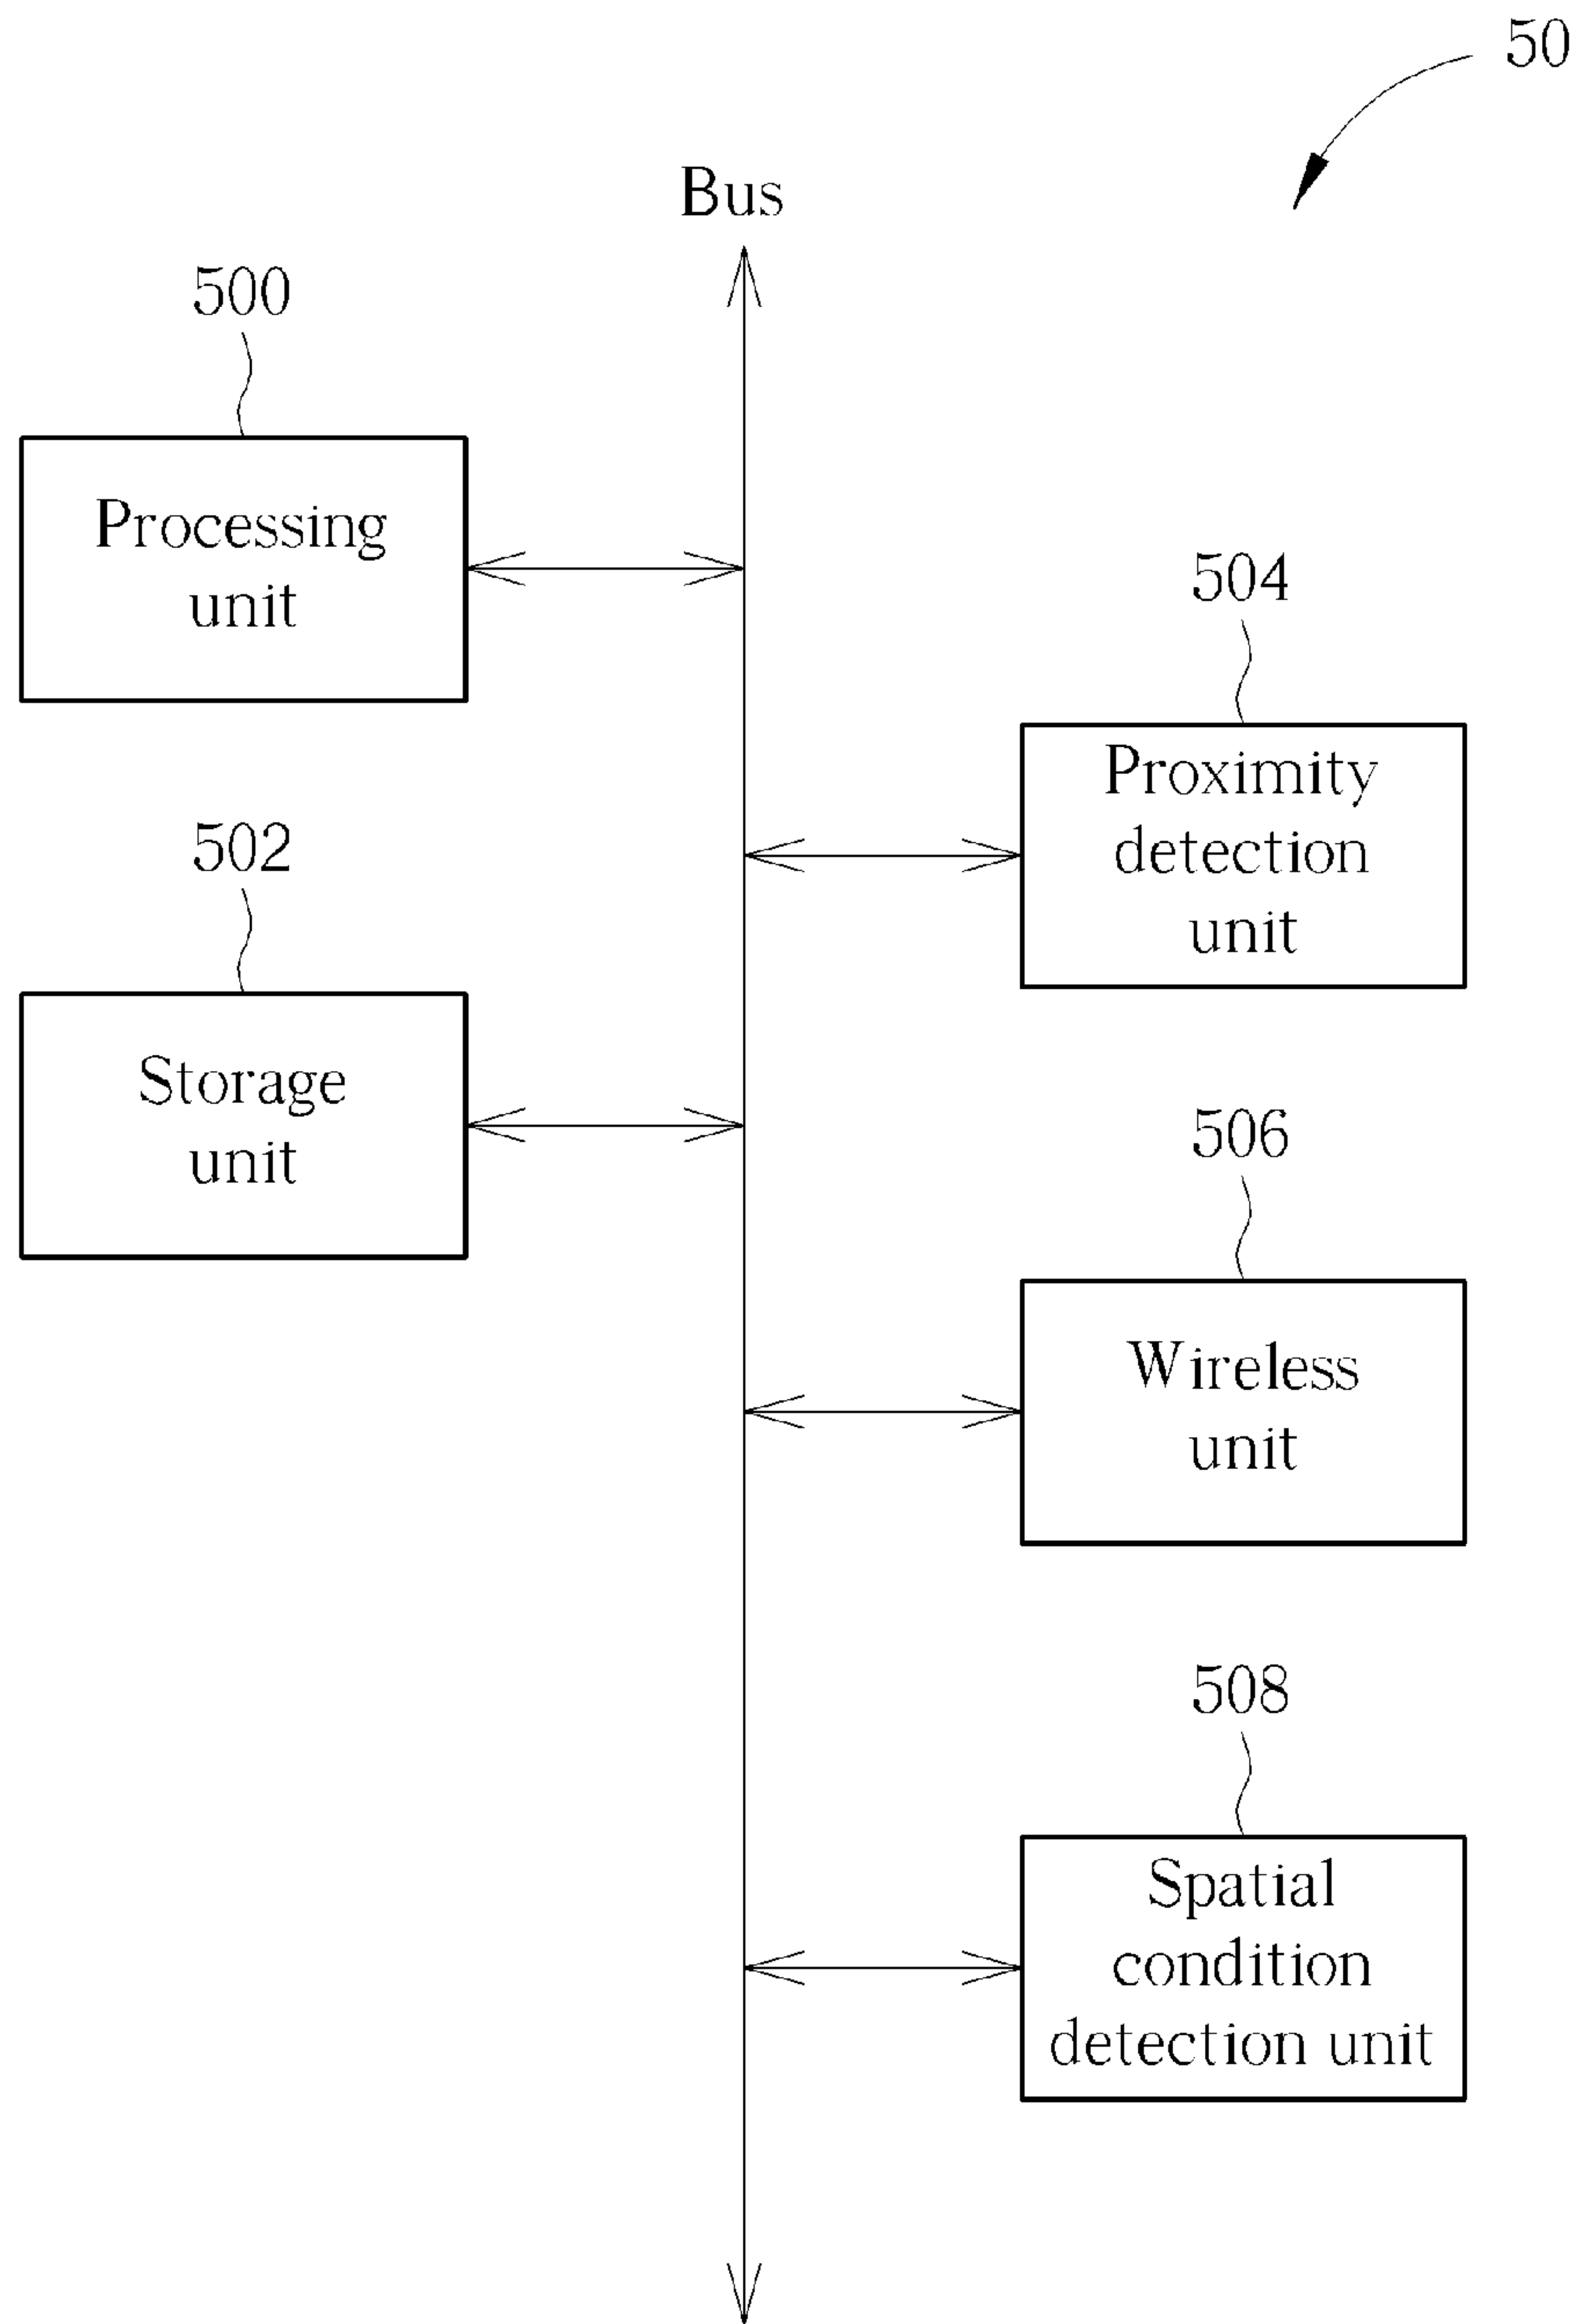 50
Bus
500
Processing
unit
504
Proximity
detection
unit
502
Storage
unit
506
Wireless
unit
508
Spatial
condition
detection unit